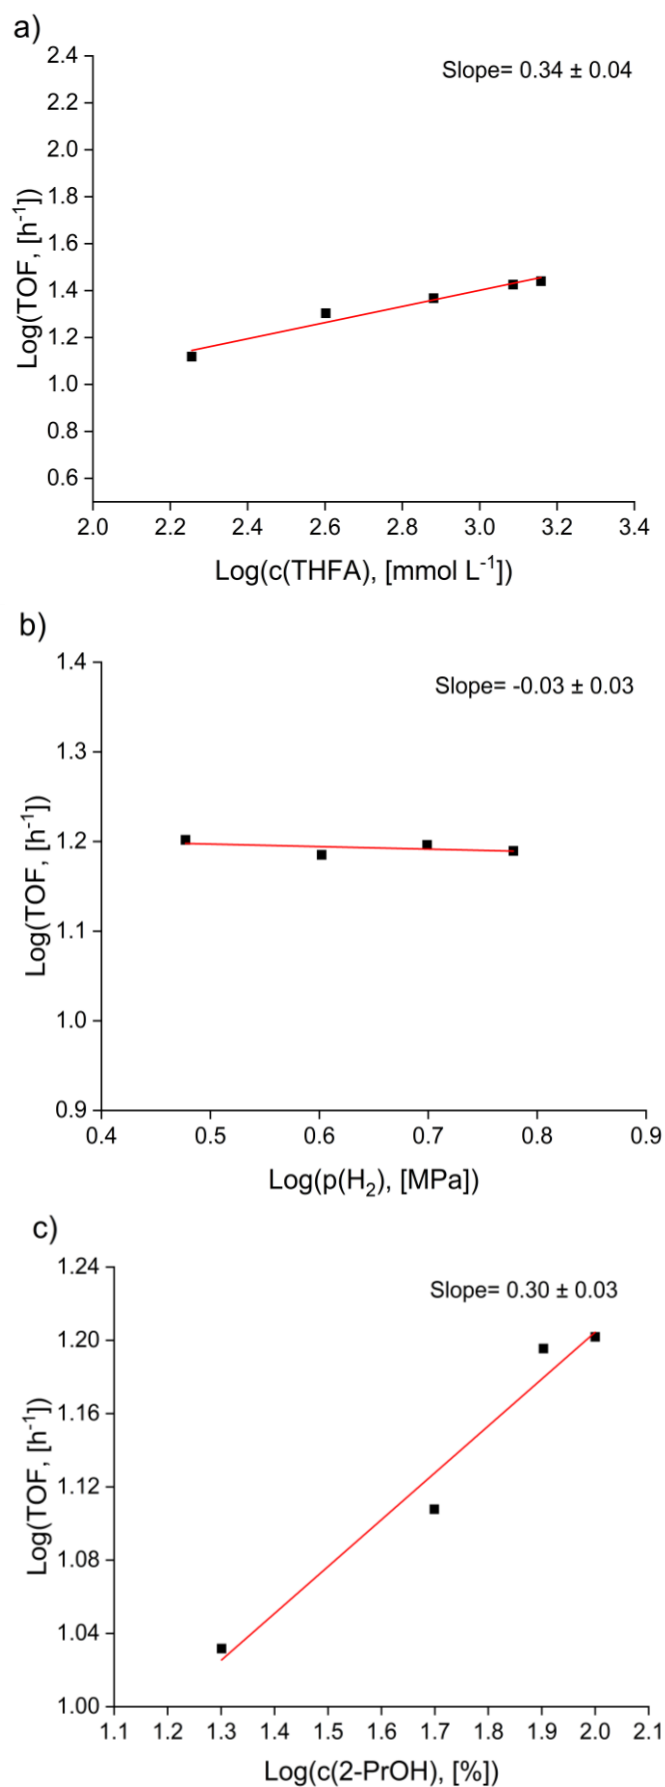 a)
Slope= 0.34 ± 0.04
2.4
2.2
2.0
1.8
1.6
1.4
1.2
1.0
0.8
0.6
Log(TOF, [h⁻¹])
2.0 2.2 2.4 2.6 2.8 3.0 3.2 3.4
Log(c(THFA), [mmol L⁻¹])
b)
Slope= -0.03 ± 0.03
1.4
1.3
1.2
1.1
1.0
0.9
Log(TOF, [h⁻¹])
0.4 0.5 0.6 0.7 0.8 0.9
Log(p(H₂), [MPa])
c)
Slope= 0.30 ± 0.03
1.24
1.20
1.16
1.12
1.08
1.04
1.00
Log(TOF, [h⁻¹])
1.1 1.2 1.3 1.4 1.5 1.6 1.7 1.8 1.9 2.0 2.1
Log(c(2-PrOH), [%])